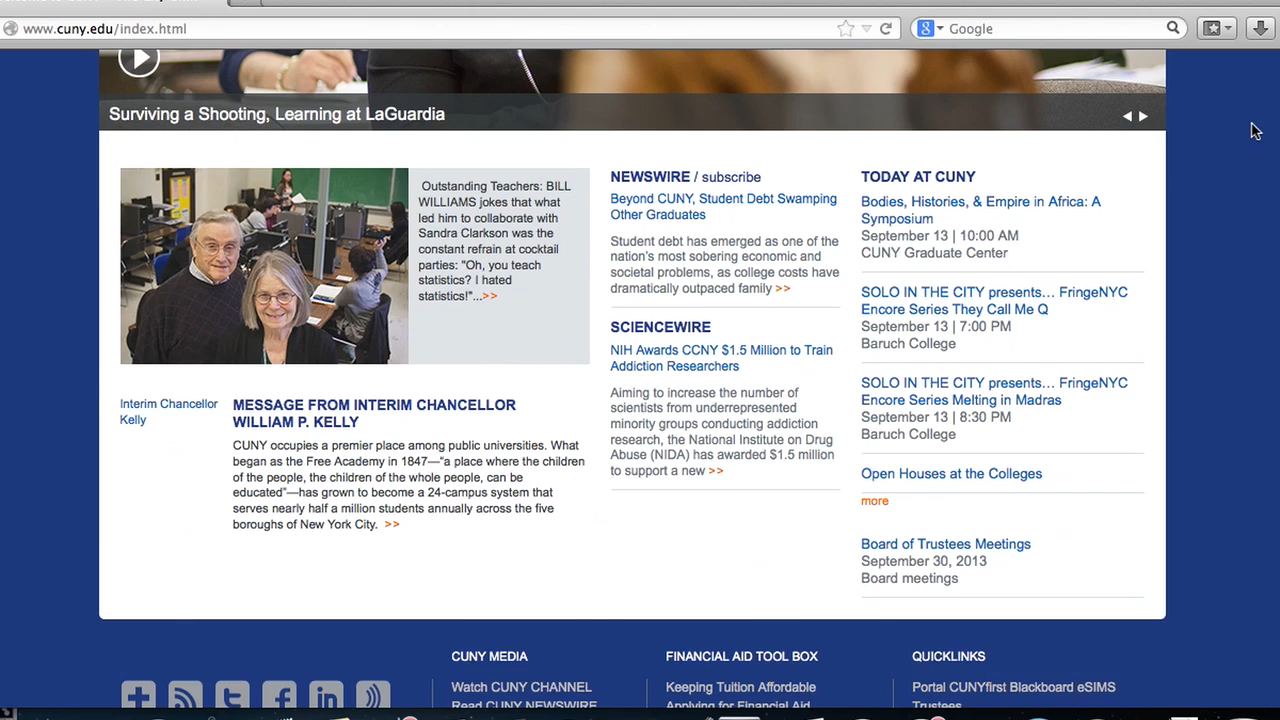 www.cuny.edu/index.html
Google
Surviving a Shooting, Learning at LaGuardia
Outstanding Teachers: BILL
WILLIAMS jokes that what
led him to collaborate with
Sandra Clarkson was the
constant refrain at cocktail
parties: "Oh, you teach
statistics? I hated
statistics!"...>>
Interim Chancellor
Kelly
MESSAGE FROM INTERIM CHANCELLOR
WILLIAM P. KELLY
CUNY occupies a premier place among public universities. What
began as the Free Academy in 1847—“a place where the children
of the people, the children of the whole people, can be
educated”—has grown to become a 24-campus system that
serves nearly half a million students annually across the five
boroughs of New York City. >>
NEWSWIRE / subscribe
Beyond CUNY, Student Debt Swamping
Other Graduates
Student debt has emerged as one of the
nation's most sobering economic and
societal problems, as college costs have
dramatically outpaced family >>
SCIENCEWIRE
NIH Awards CCNY $1.5 Million to Train
Addiction Researchers
Aiming to increase the number of
scientists from underrepresented
minority groups conducting addiction
research, the National Institute on Drug
Abuse (NIDA) has awarded $1.5 million
to support a new >>
TODAY AT CUNY
Bodies, Histories, & Empire in Africa: A
Symposium
September 13 | 10:00 AM
CUNY Graduate Center
SOLO IN THE CITY presents… FringeNYC
Encore Series They Call Me Q
September 13 | 7:00 PM
Baruch College
SOLO IN THE CITY presents… FringeNYC
Encore Series Melting in Madras
September 13 | 8:30 PM
Baruch College
Open Houses at the Colleges
more
Board of Trustees Meetings
September 30, 2013
Board meetings
CUNY MEDIA
Watch CUNY CHANNEL
Read CUNY NEWSWIRE
FINANCIAL AID TOOL BOX
Keeping Tuition Affordable
Applying for Financial Aid
QUICKLINKS
Portal CUNYfirst Blackboard eSIMS
Trustees